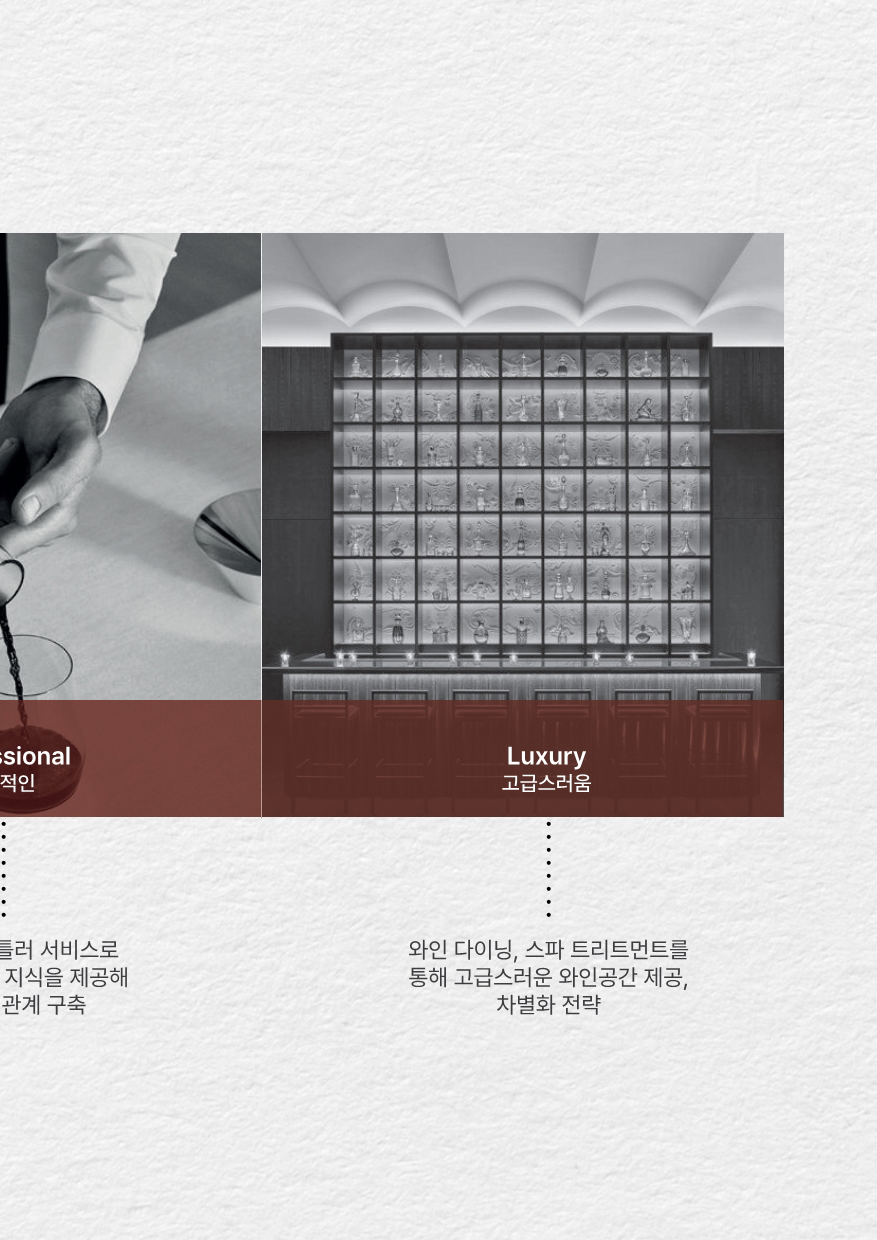 ssional
적인
Luxury
고급스러움
틀러 서비스로
지식을 제공해
관계 구축
와인 다이닝, 스파 트리트먼트를
통해 고급스러운 와인공간 제공,
차별화 전략